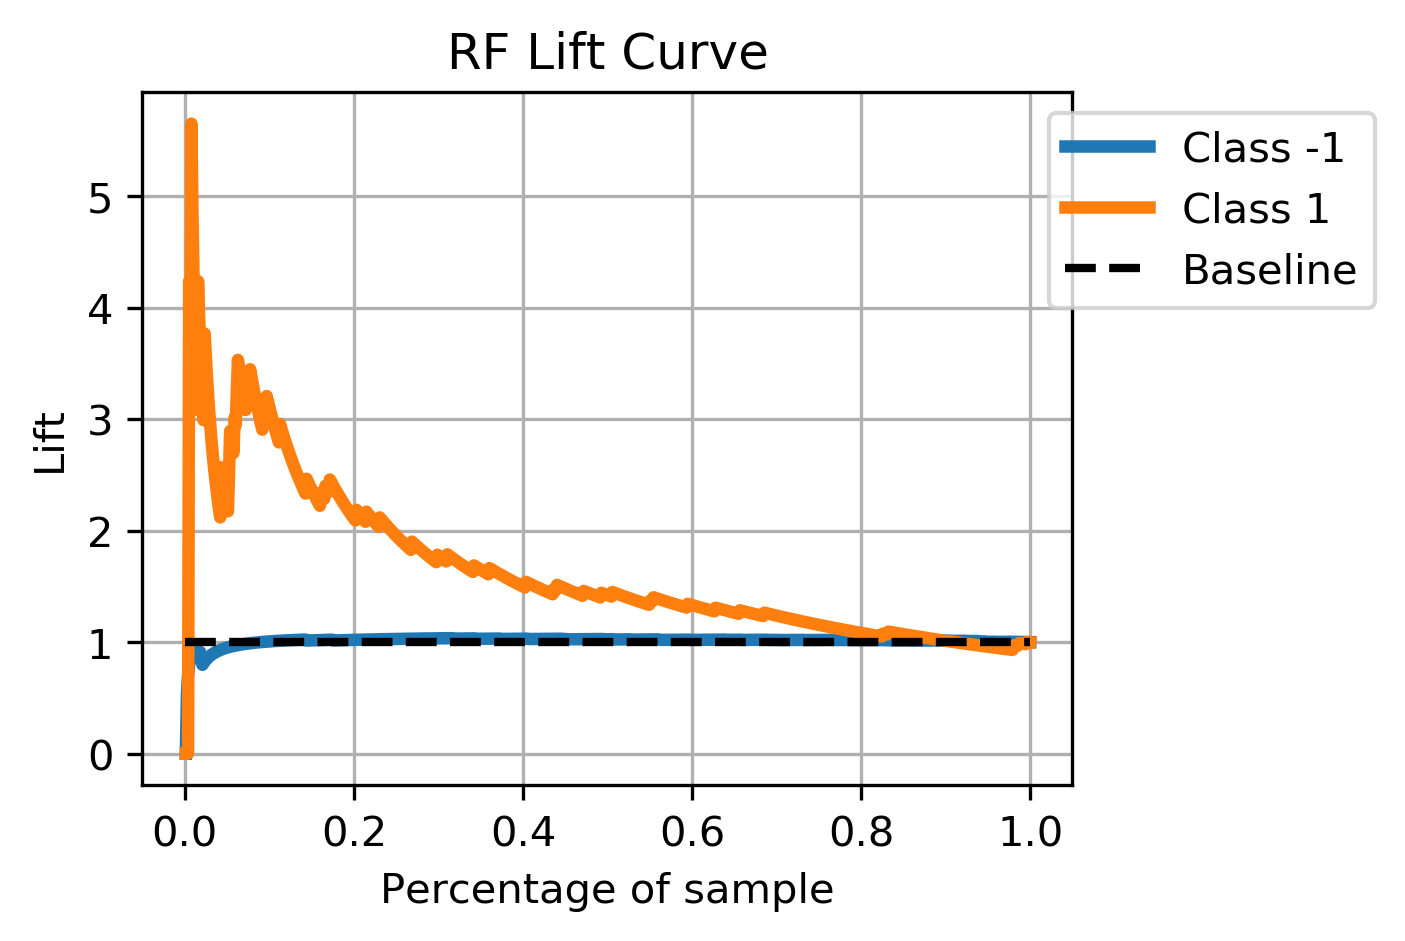 RF Lift Curve
Class -1
Class 1
Baseline
Lift
5
4
3
2
1
0
0.0 0.2 0.4 0.6 0.8 1.0
Percentage of sample